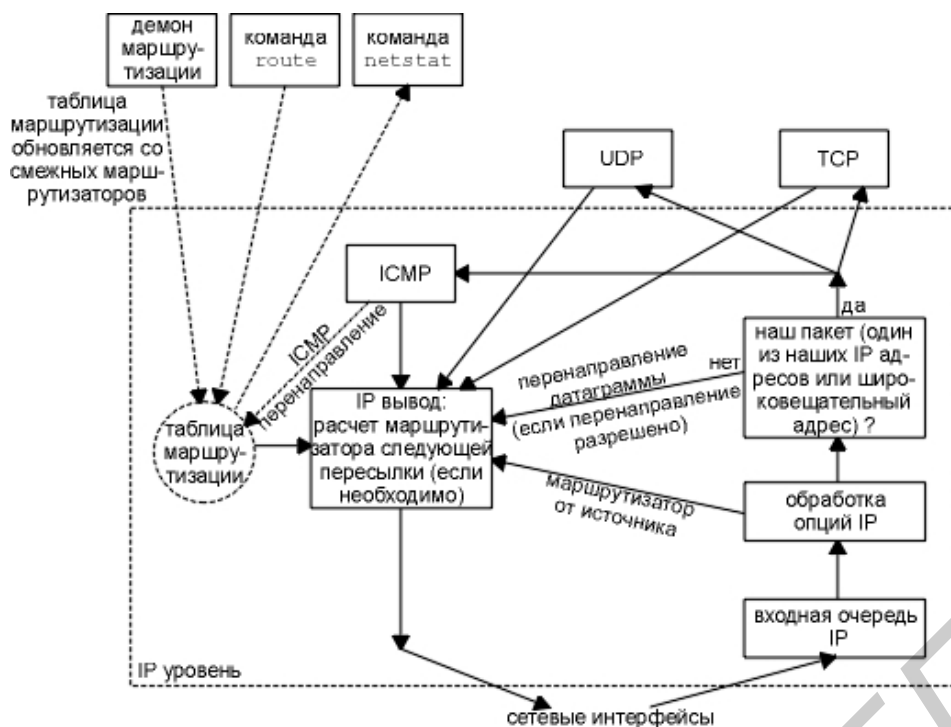 демон
маршру-
тизации
команда
route
команда
netstat
таблица
маршрутизации
обновляется со
смежных марш-
рутизаторов
UDP
TCP
ICMP
да
наш пакет (один
из наших IP ад-
ресов или широ-
ковещательный
адрес) ?
нет
перенаправление
датаграммы
(если перенаправление
разрешено)
ICMP
перенаправление
IP вывод:
расчет маршрути-
затора следующей
пересылки (если
необходимо)
таблица
маршру-
тизации
маршрутизатор
от источника
обработка
опций IP
входная очередь
IP
IP уровень
сетевые интерфейсы